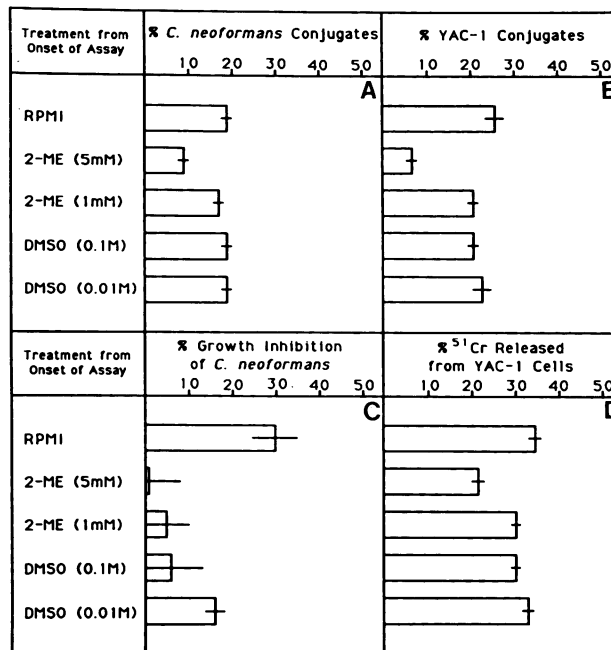 Treatment from
Onset of Assay
% C. neoformans Conjugates
10 20 30 40 50
A
% YAC-1 Conjugates
10 20 30 40 50
RPMI
2-ME (5mM)
2-ME (1mM)
DMSO (0.1M)
DMSO (0.01M)
Treatment from
Onset of Assay
% Growth Inhibition
of C. neoformans
10 20 30 40 50
C
% 51Cr Released
from YAC-1 Cells
10 20 30 40 50
D
RPMI
2-ME (5mM)
2-ME (1mM)
DMSO (0.1M)
DMSO (0.01M)